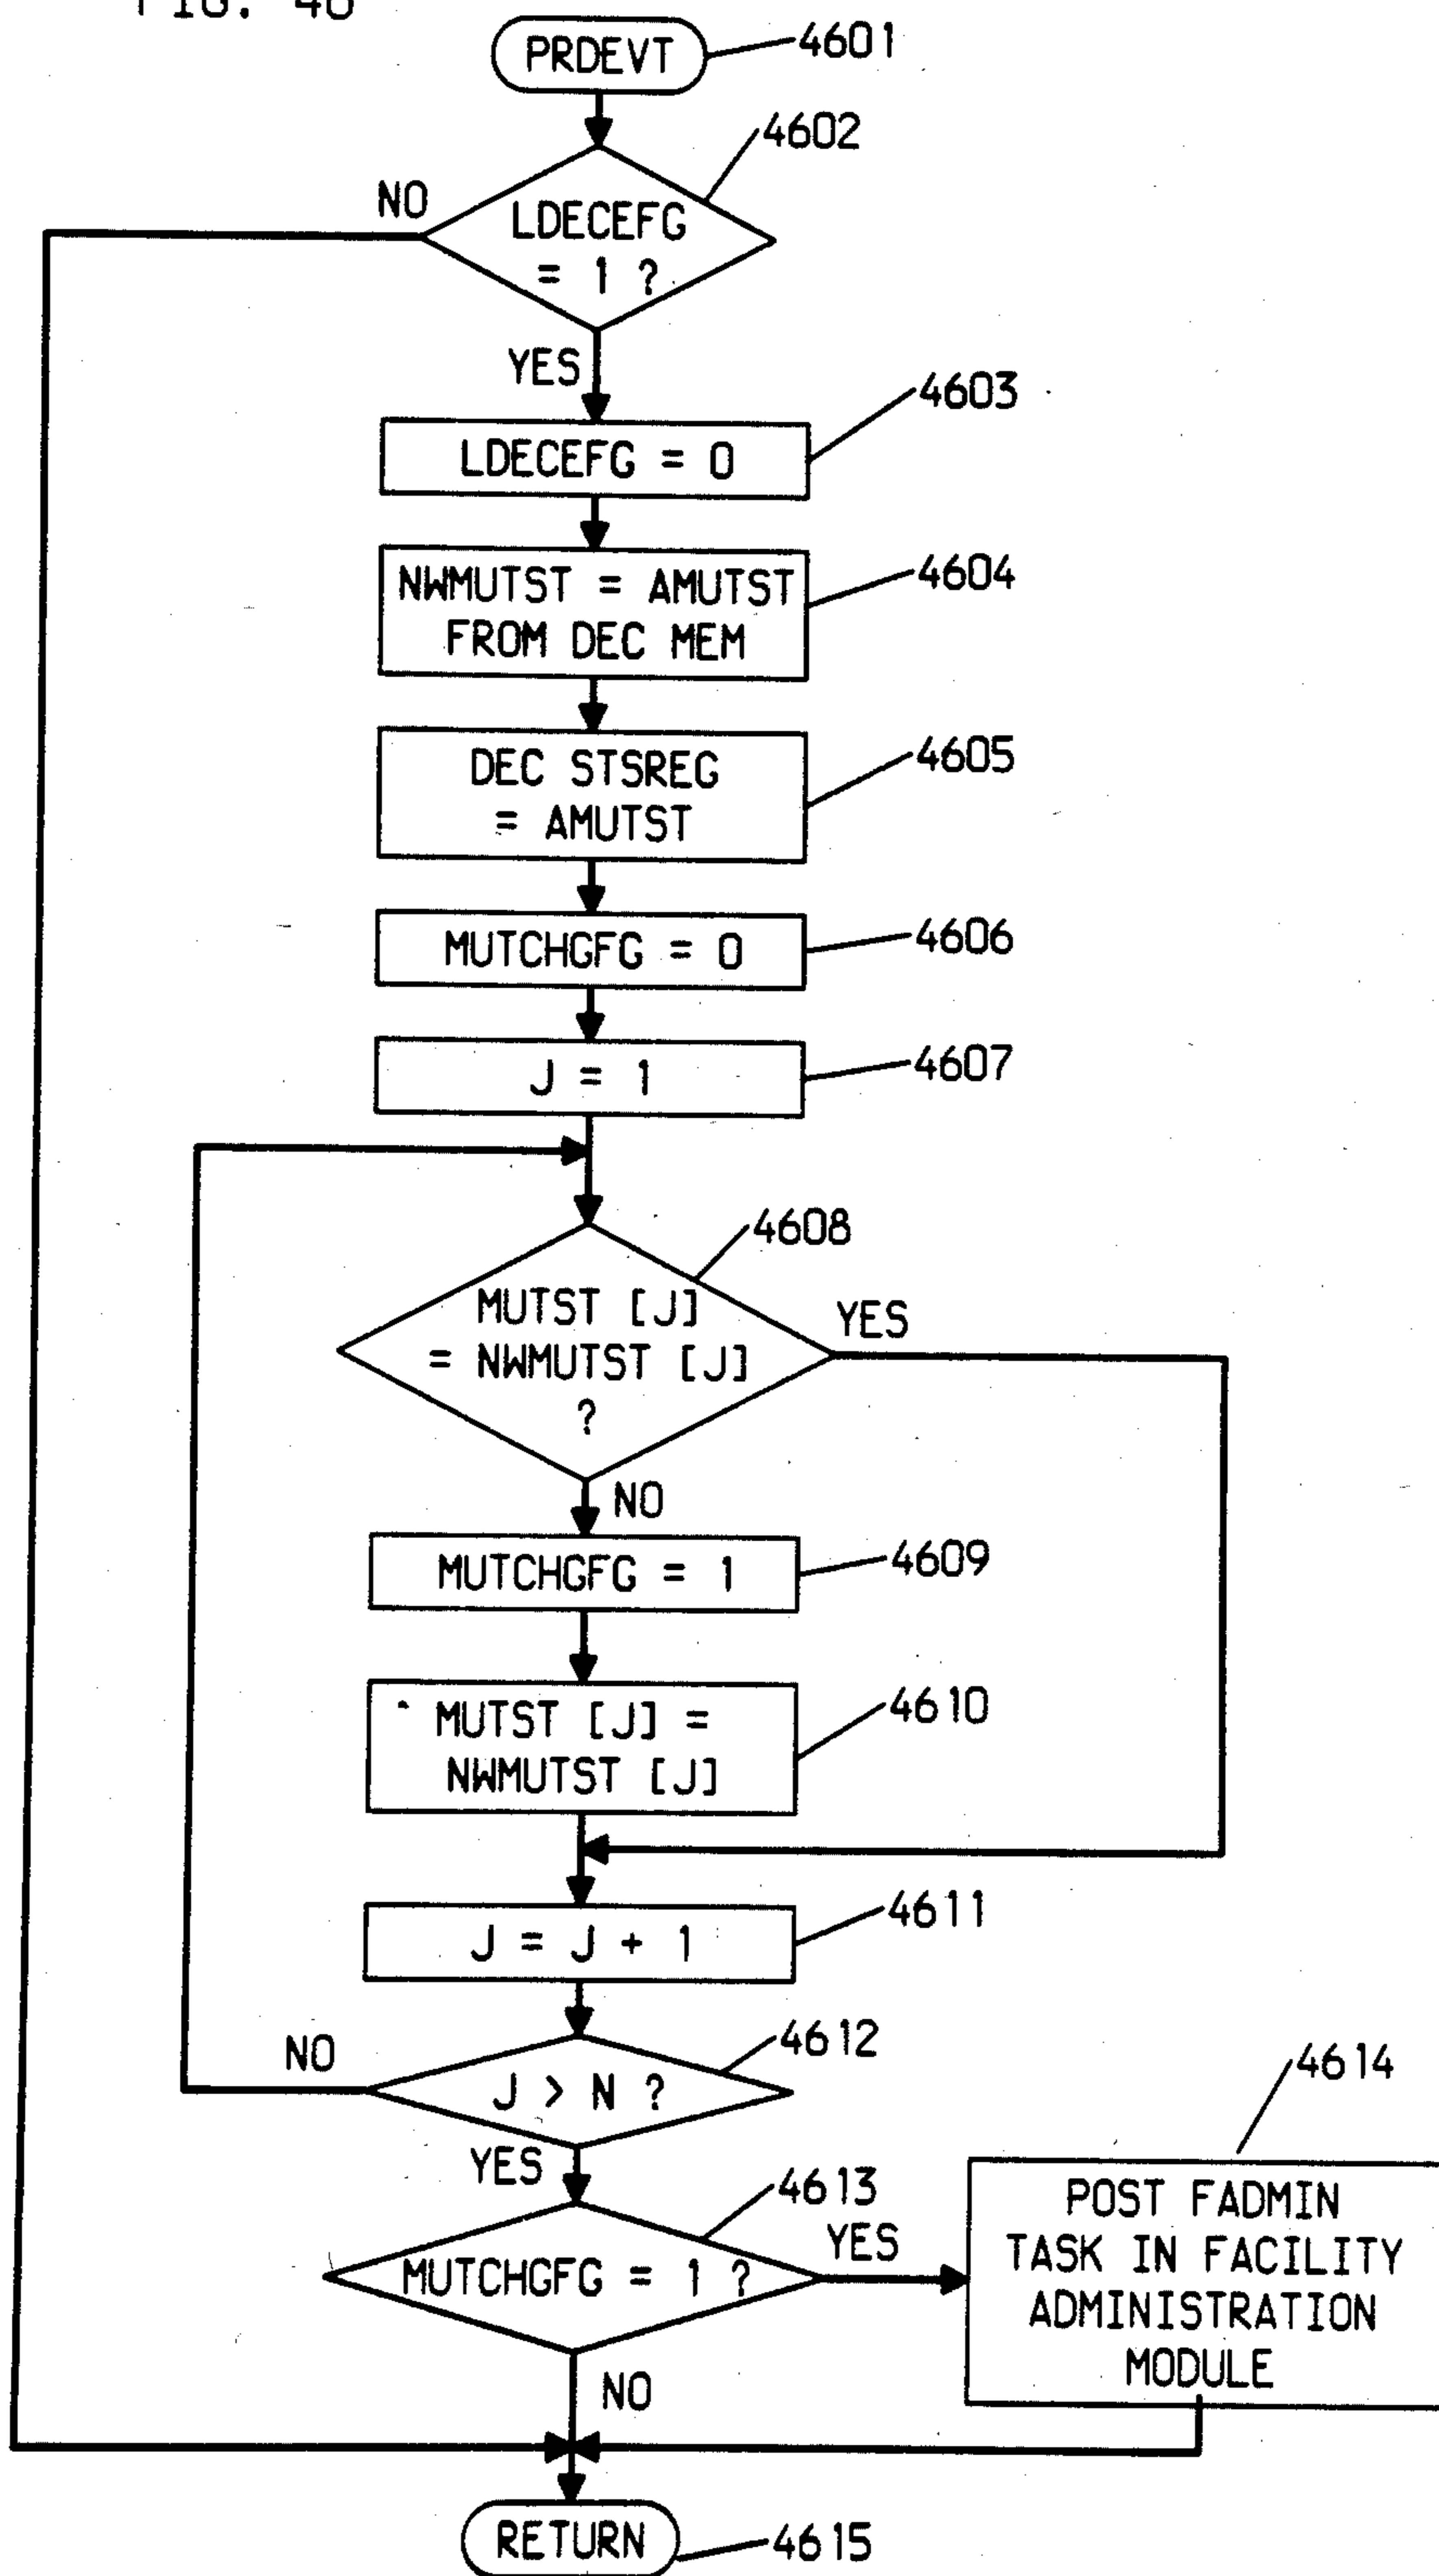 FIG. 46
PRDEVT
4601
4602
NO
LDECEFG
= 1 ?
YES
4603
LDECEFG = 0
4604
NWMUTST = AMUTST
FROM DEC MEM
4605
DEC STSREG
= AMUTST
4606
MUTCHGFG = 0
4607
J = 1
4608
MUTST [J]
= NWMUTST [J]
?
YES
NO
4609
MUTCHGFG = 1
4610
MUTST [J] =
NWMUTST [J]
4611
J = J + 1
4612
NO
J > N ?
YES
4613
MUTCHGFG = 1 ?
YES
4614
POST FADMIN
TASK IN FACILITY
ADMINISTRATION
MODULE
NO
RETURN
4615